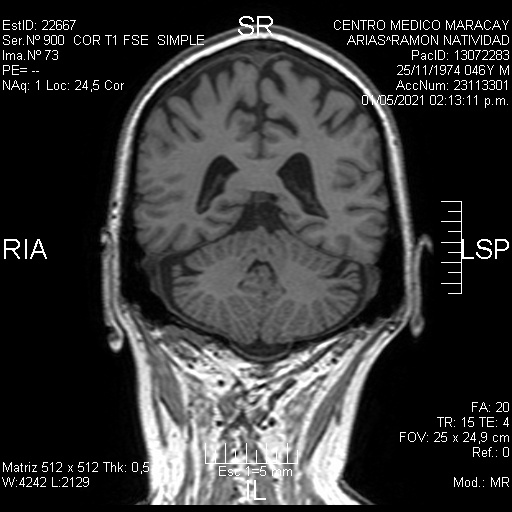 EstID: 22667
Ser.Nº 900 COR T1 FSE SIMPLE
Ima.Nº 73
PE= --
NAq: 1 Loc: 24,5 Cor
SR
CENTRO MEDICO MARACAY
ARIAS^RAMON NATIVIDAD
PacID: 13072283
25/11/1974 046Y M
AccNum: 23113301
01/05/2021 02:13:11 p.m.
RIA
LSP
FA: 20
TR: 15 TE: 4
FOV: 25 x 24,9 cm
Ref.: 0
Mod.: MR
Matriz 512 x 512 Thk: 0,5
W:4242 L:2129
Esc 1=5 mm
IL